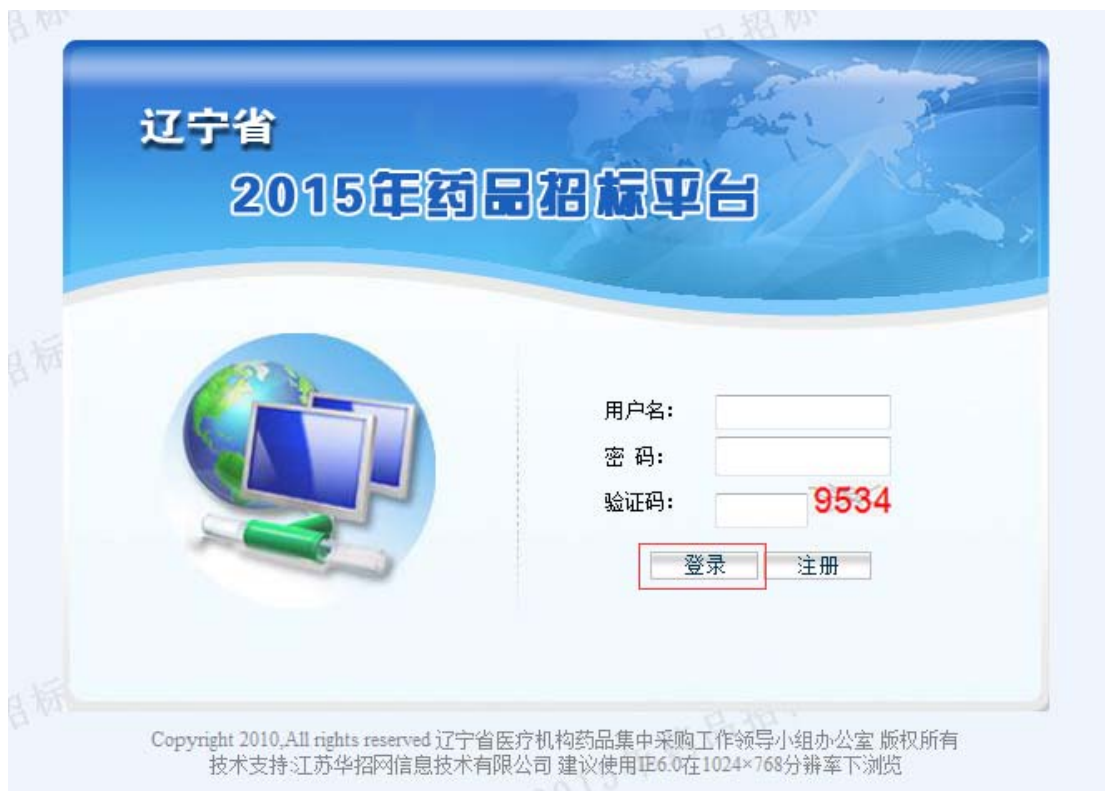 辽宁省
2015年药品招标平台
用户名:
密 码:
验证码: 9534
登录 注册
Copyright 2010,All rights reserved 辽宁省医疗机构药品集中采购工作领导小组办公室 版权所有
技术支持:江苏华招网信息技术有限公司 建议使用IE6.0在1024×768分辨率下浏览